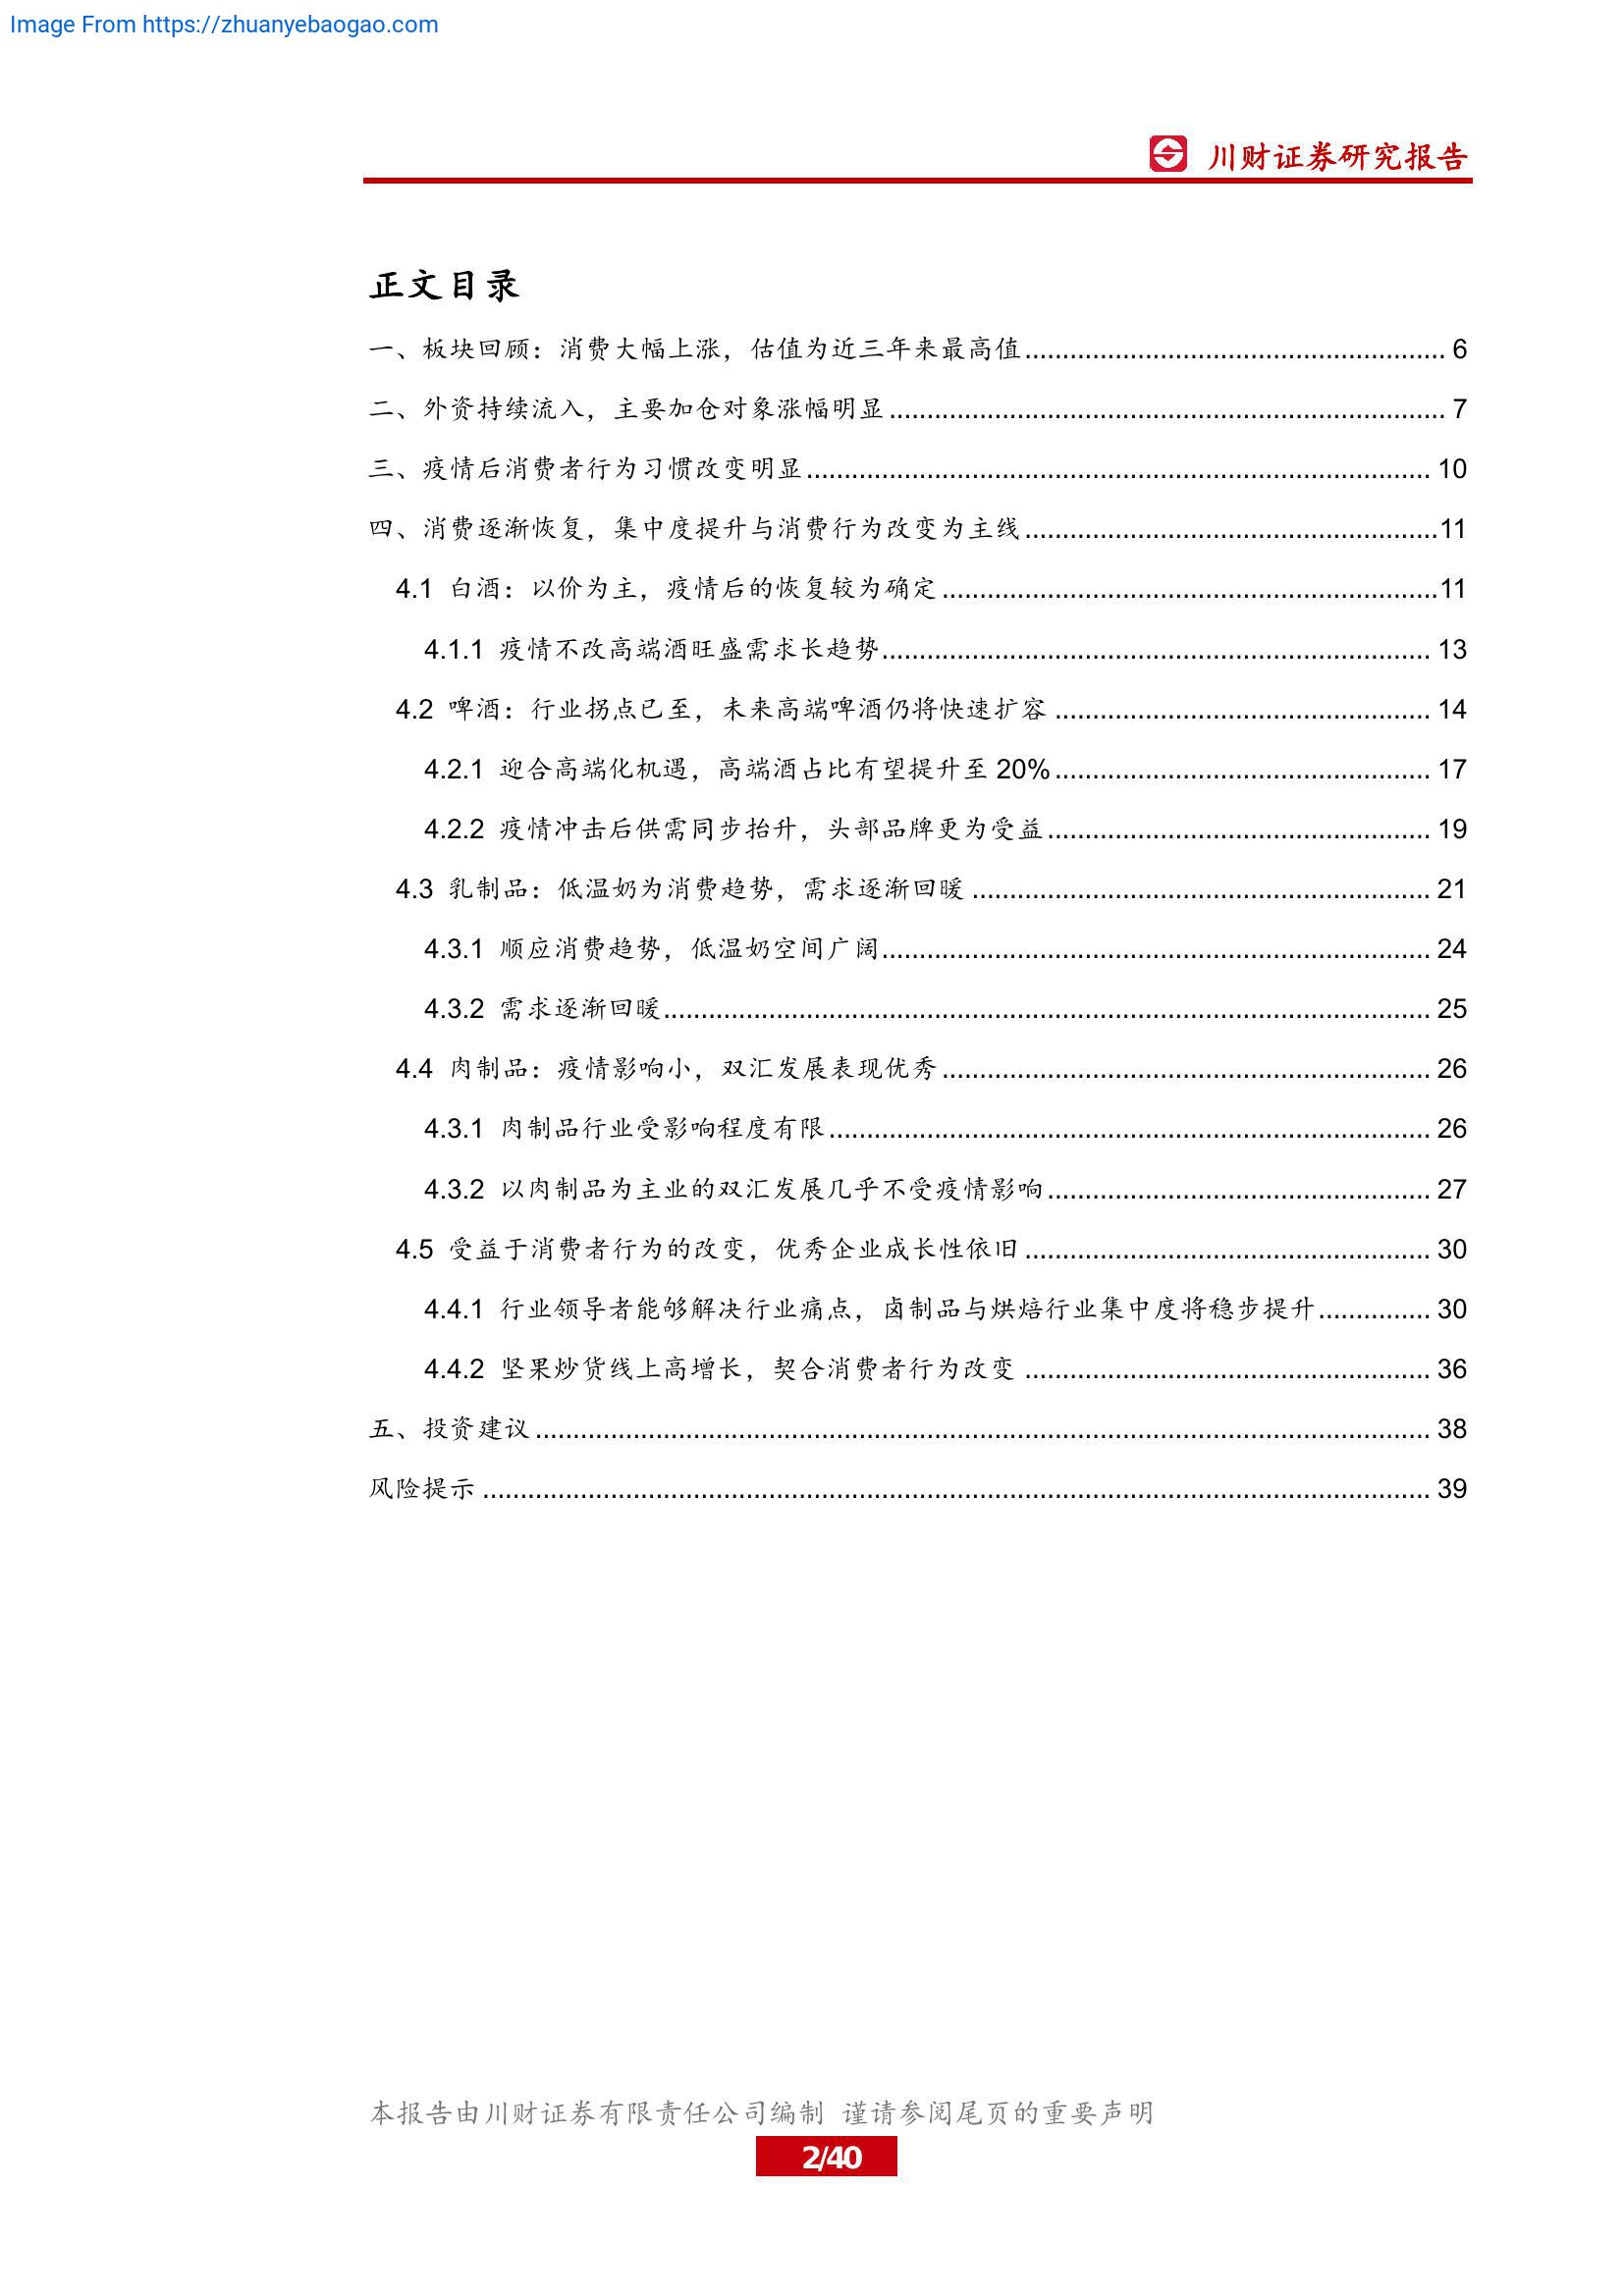 Image From https://zhuanyebaogao.com
川财证券研究报告
正文目录
一、板块回顾：消费大幅上涨，估值为近三年来最高值........................................................ 6
二、外资持续流入，主要加仓对象涨幅明显.......................................................................... 7
三、疫情后消费者行为习惯改变明显................................................................................... 10
四、消费逐渐恢复，集中度提升与消费行为改变为主线.......................................................11
4.1 白酒：以价为主，疫情后的恢复较为确定..................................................................11
4.1.1 疫情不改高端酒旺盛需求长趋势......................................................................... 13
4.2 啤酒：行业拐点已至，未来高端啤酒仍将快速扩容.................................................. 14
4.2.1 迎合高端化机遇，高端酒占比有望提升至 20%.................................................. 17
4.2.2 疫情冲击后供需同步抬升，头部品牌更为受益................................................... 19
4.3 乳制品：低温奶为消费趋势，需求逐渐回暖............................................................. 21
4.3.1 顺应消费趋势，低温奶空间广阔......................................................................... 24
4.3.2 需求逐渐回暖...................................................................................................... 25
4.4 肉制品：疫情影响小，双汇发展表现优秀................................................................. 26
4.3.1 肉制品行业受影响程度有限................................................................................ 26
4.3.2 以肉制品为主业的双汇发展几乎不受疫情影响................................................... 27
4.5 受益于消费者行为的改变，优秀企业成长性依旧...................................................... 30
4.4.1 行业领导者能够解决行业痛点，卤制品与烘焙行业集中度将稳步提升............... 30
4.4.2 坚果炒货线上高增长，契合消费者行为改变...................................................... 36
五、投资建议....................................................................................................................... 38
风险提示.............................................................................................................................. 39
本报告由川财证券有限责任公司编制 谨请参阅尾页的重要声明
2/40